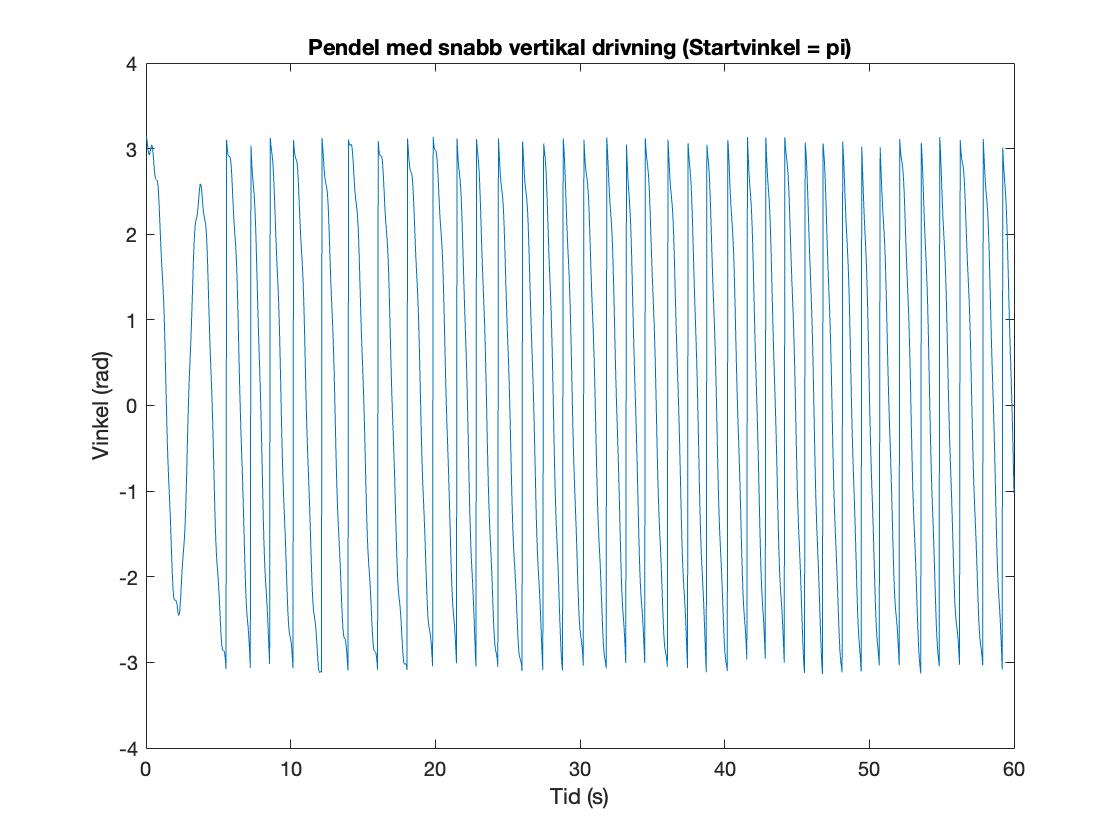 Pendel med snabb vertikal drivning (Startvinkel = pi)
4
3
2
1
0
-1
-2
-3
-4
Vinkel (rad)
0 10 20 30 40 50 60
Tid (s)